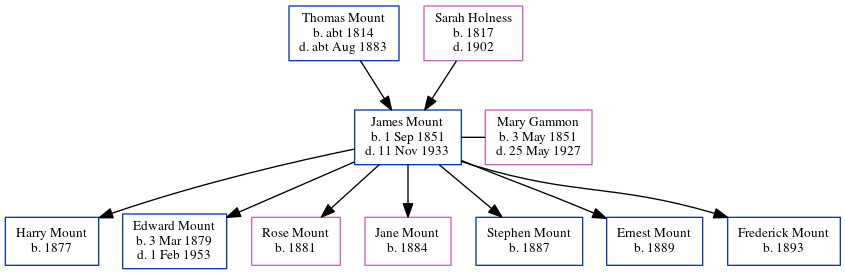 Thomas Mount
b. abt 1814
d. abt Aug 1883
Sarah Holness
b. 1817
d. 1902
James Mount
b. 1 Sep 1851
d. 11 Nov 1933
Mary Gammon
b. 3 May 1851
d. 25 May 1927
Harry Mount
b. 1877
Edward Mount
b. 3 Mar 1879
d. 1 Feb 1953
Rose Mount
b. 1881
Jane Mount
b. 1884
Stephen Mount
b. 1887
Ernest Mount
b. 1889
Frederick Mount
b. 1893